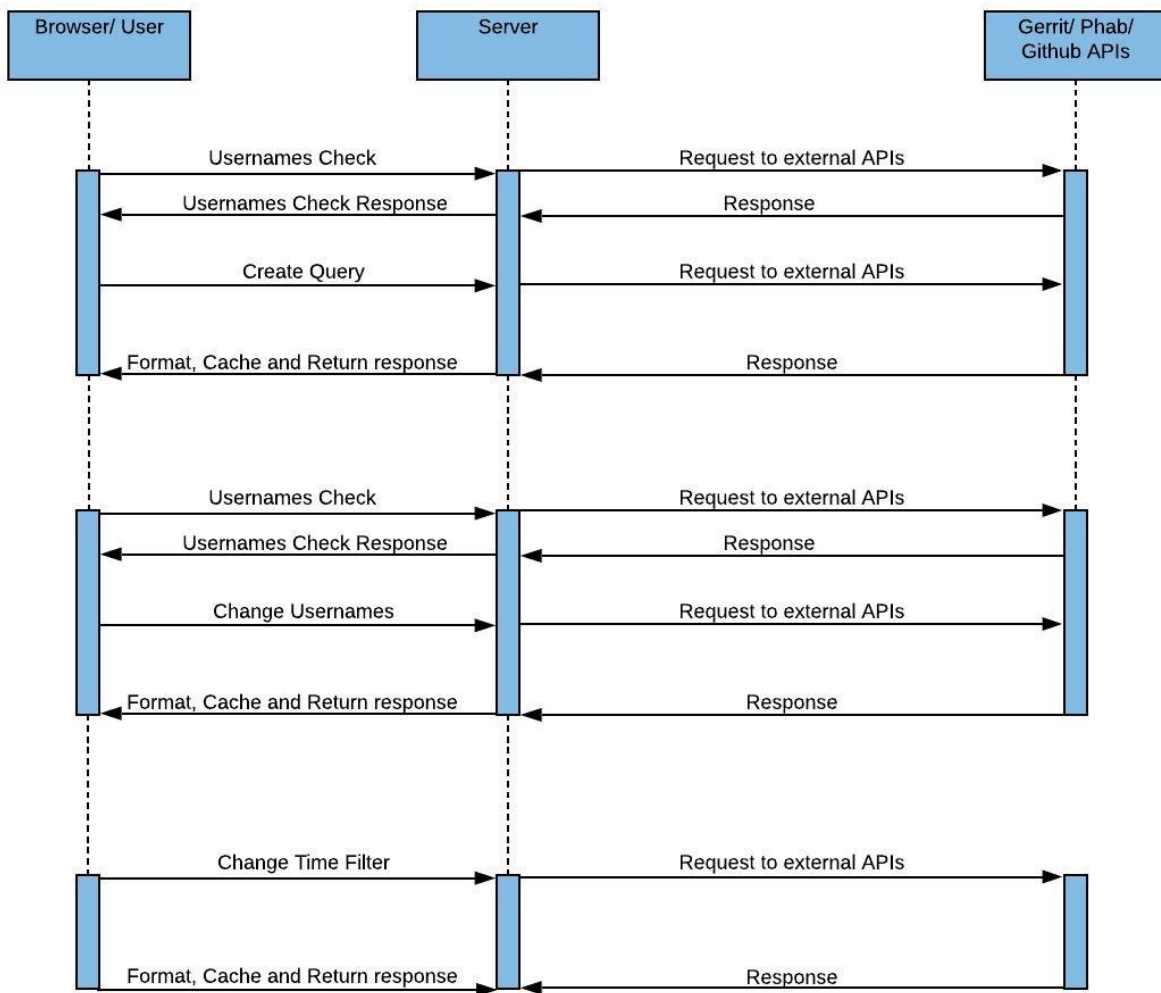 Browser/ User
Server
Gerrit/ Phab/
Github APIs
Usernames Check
Request to external APIs
Usernames Check Response
Response
Create Query
Request to external APIs
Format, Cache and Return response
Response
Usernames Check
Request to external APIs
Usernames Check Response
Response
Change Usernames
Request to external APIs
Format, Cache and Return response
Response
Change Time Filter
Request to external APIs
Format, Cache and Return response
Response